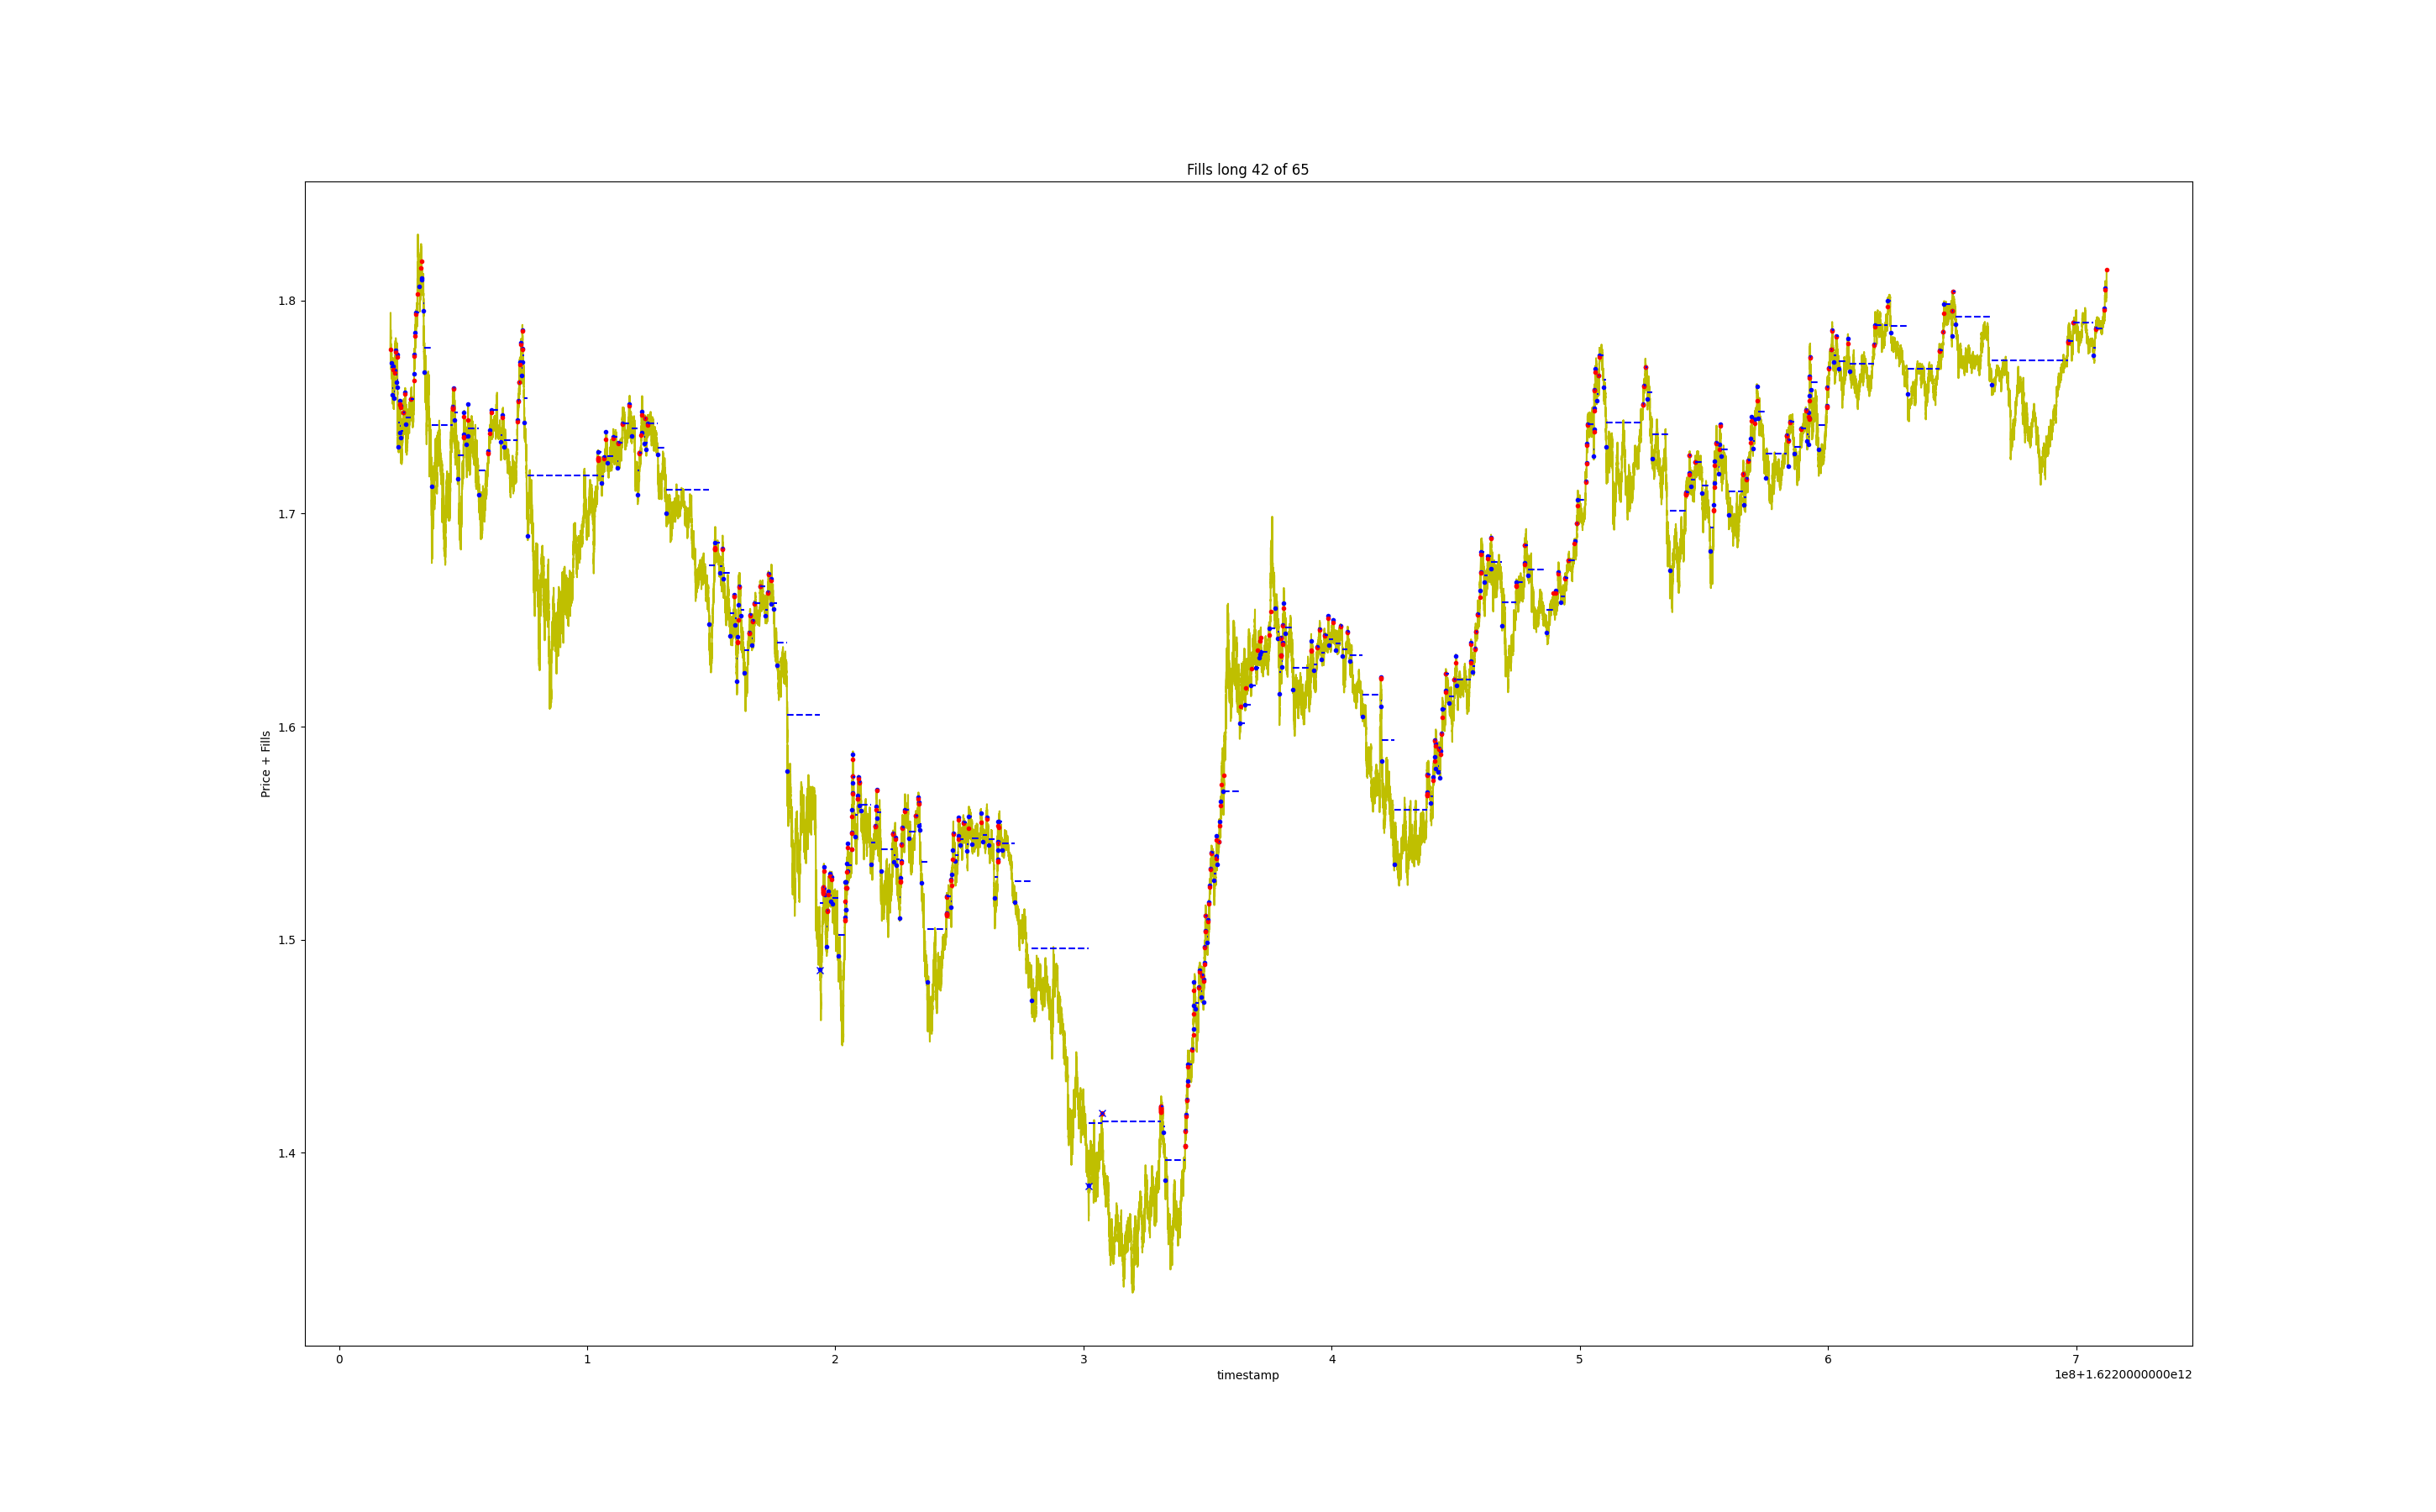 Fills long 42 of 65
1.8
1.7
1.6
1.5
1.4
Price + Fills
0 1 2 3 4 5 6 7
timestamp
1e8+1.6220000000e12